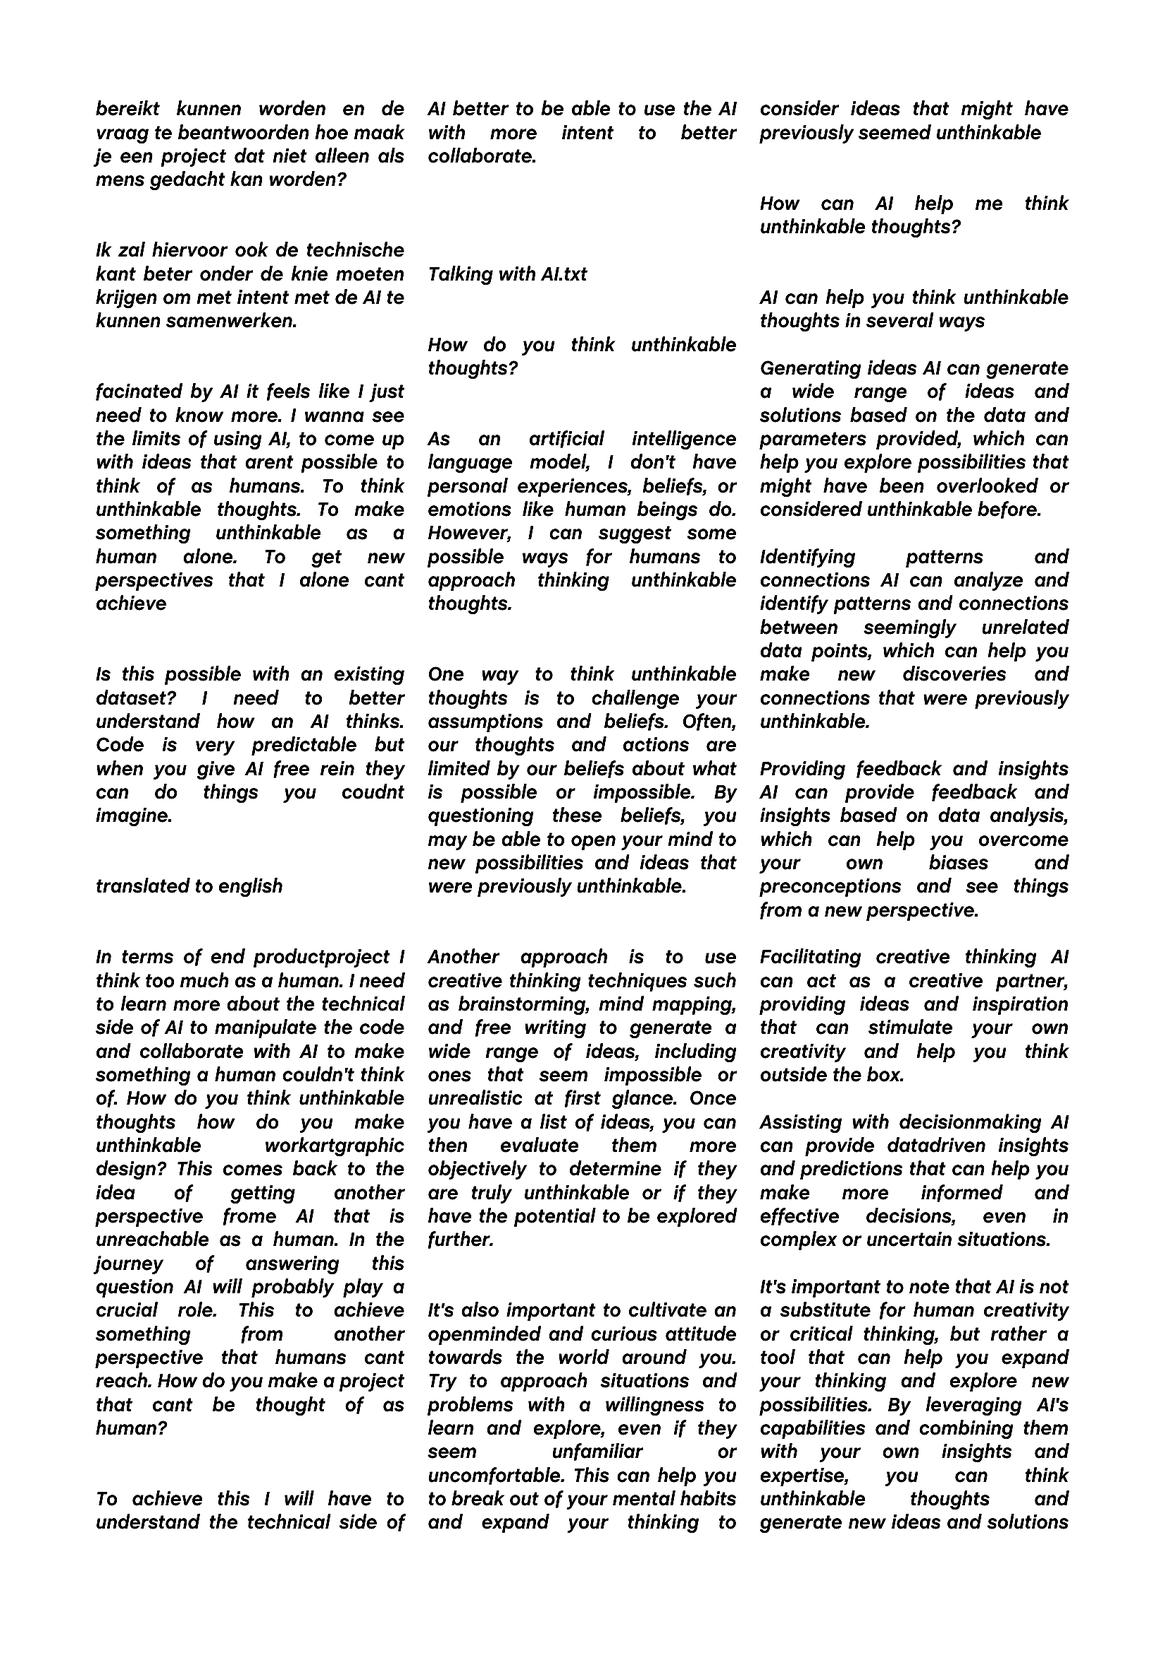 bereikt kunnen worden en de
vraag te beantwoorden hoe maak
je een project dat niet alleen als
mens gedacht kan worden?
Ik zal hiervoor ook de technische
kant beter onder de knie moeten
krijgen om met intent met de AI te
kunnen samenwerken.
facinated by AI it feels like I just
need to know more. I wanna see
the limits of using AI, to come up
with ideas that arent possible to
think of as humans. To think
unthinkable thoughts. To make
something unthinkable as a
human alone. To get new
perspectives that I alone cant
achieve
Is this possible with an existing
dataset? I need to better
understand how an AI thinks.
Code is very predictable but
when you give AI free rein they
can do things you coudnt
imagine.
translated to english
In terms of end productproject I
think too much as a human. I need
to learn more about the technical
side of AI to manipulate the code
and collaborate with AI to make
something a human couldn't think
of. How do you think unthinkable
thoughts how do you make
unthinkable workartgraphic
design? This comes back to the
idea of getting another
perspective frome AI that is
unreachable as a human. In the
journey of answering this
question AI will probably play a
crucial role. This to achieve
something from another
perspective that humans cant
reach. How do you make a project
that cant be thought of as
human?
To achieve this I will have to
understand the technical side of
AI better to be able to use the AI
with more intent to better
collaborate.
Talking with AI.txt
How do you think unthinkable
thoughts?
As an artificial intelligence
language model, I don't have
personal experiences, beliefs, or
emotions like human beings do.
However, I can suggest some
possible ways for humans to
approach thinking unthinkable
thoughts.
One way to think unthinkable
thoughts is to challenge your
assumptions and beliefs. Often,
our thoughts and actions are
limited by our beliefs about what
is possible or impossible. By
questioning these beliefs, you
may be able to open your mind to
new possibilities and ideas that
were previously unthinkable.
Another approach is to use
creative thinking techniques such
as brainstorming, mind mapping,
and free writing to generate a
wide range of ideas, including
ones that seem impossible or
unrealistic at first glance. Once
you have a list of ideas, you can
then evaluate them more
objectively to determine if they
are truly unthinkable or if they
have the potential to be explored
further.
It's also important to cultivate an
openminded and curious attitude
towards the world around you.
Try to approach situations and
problems with a willingness to
learn and explore, even if they
seem unfamiliar or
uncomfortable. This can help you
to break out of your mental habits
and expand your thinking to
consider ideas that might have
previously seemed unthinkable
How can AI help me think
unthinkable thoughts?
AI can help you think unthinkable
thoughts in several ways
Generating ideas AI can generate
a wide range of ideas and
solutions based on the data and
parameters provided, which can
help you explore possibilities that
might have been overlooked or
considered unthinkable before.
Identifying patterns and
connections AI can analyze and
identify patterns and connections
between seemingly unrelated
data points, which can help you
make new discoveries and
connections that were previously
unthinkable.
Providing feedback and insights
AI can provide feedback and
insights based on data analysis,
which can help you overcome
your own biases and
preconceptions and see things
from a new perspective.
Facilitating creative thinking AI
can act as a creative partner,
providing ideas and inspiration
that can stimulate your own
creativity and help you think
outside the box.
Assisting with decisionmaking AI
can provide datadriven insights
and predictions that can help you
make more informed and
effective decisions, even in
complex or uncertain situations.
It's important to note that AI is not
a substitute for human creativity
or critical thinking, but rather a
tool that can help you expand
your thinking and explore new
possibilities. By leveraging AI's
capabilities and combining them
with your own insights and
expertise, you can think
unthinkable thoughts and
generate new ideas and solutions